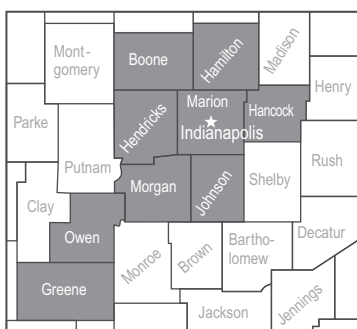 Mont-
gomery
Boone
Hamilton
Madison
Henry
Parke
Hendricks
Marion
Indianapolis
Hancock
Putnam
Rush
Clay
Morgan
Johnson
Shelby
Owen
Monroe
Brown
Bartho-
lomew
Decatur
Greene
Jackson
Jennings